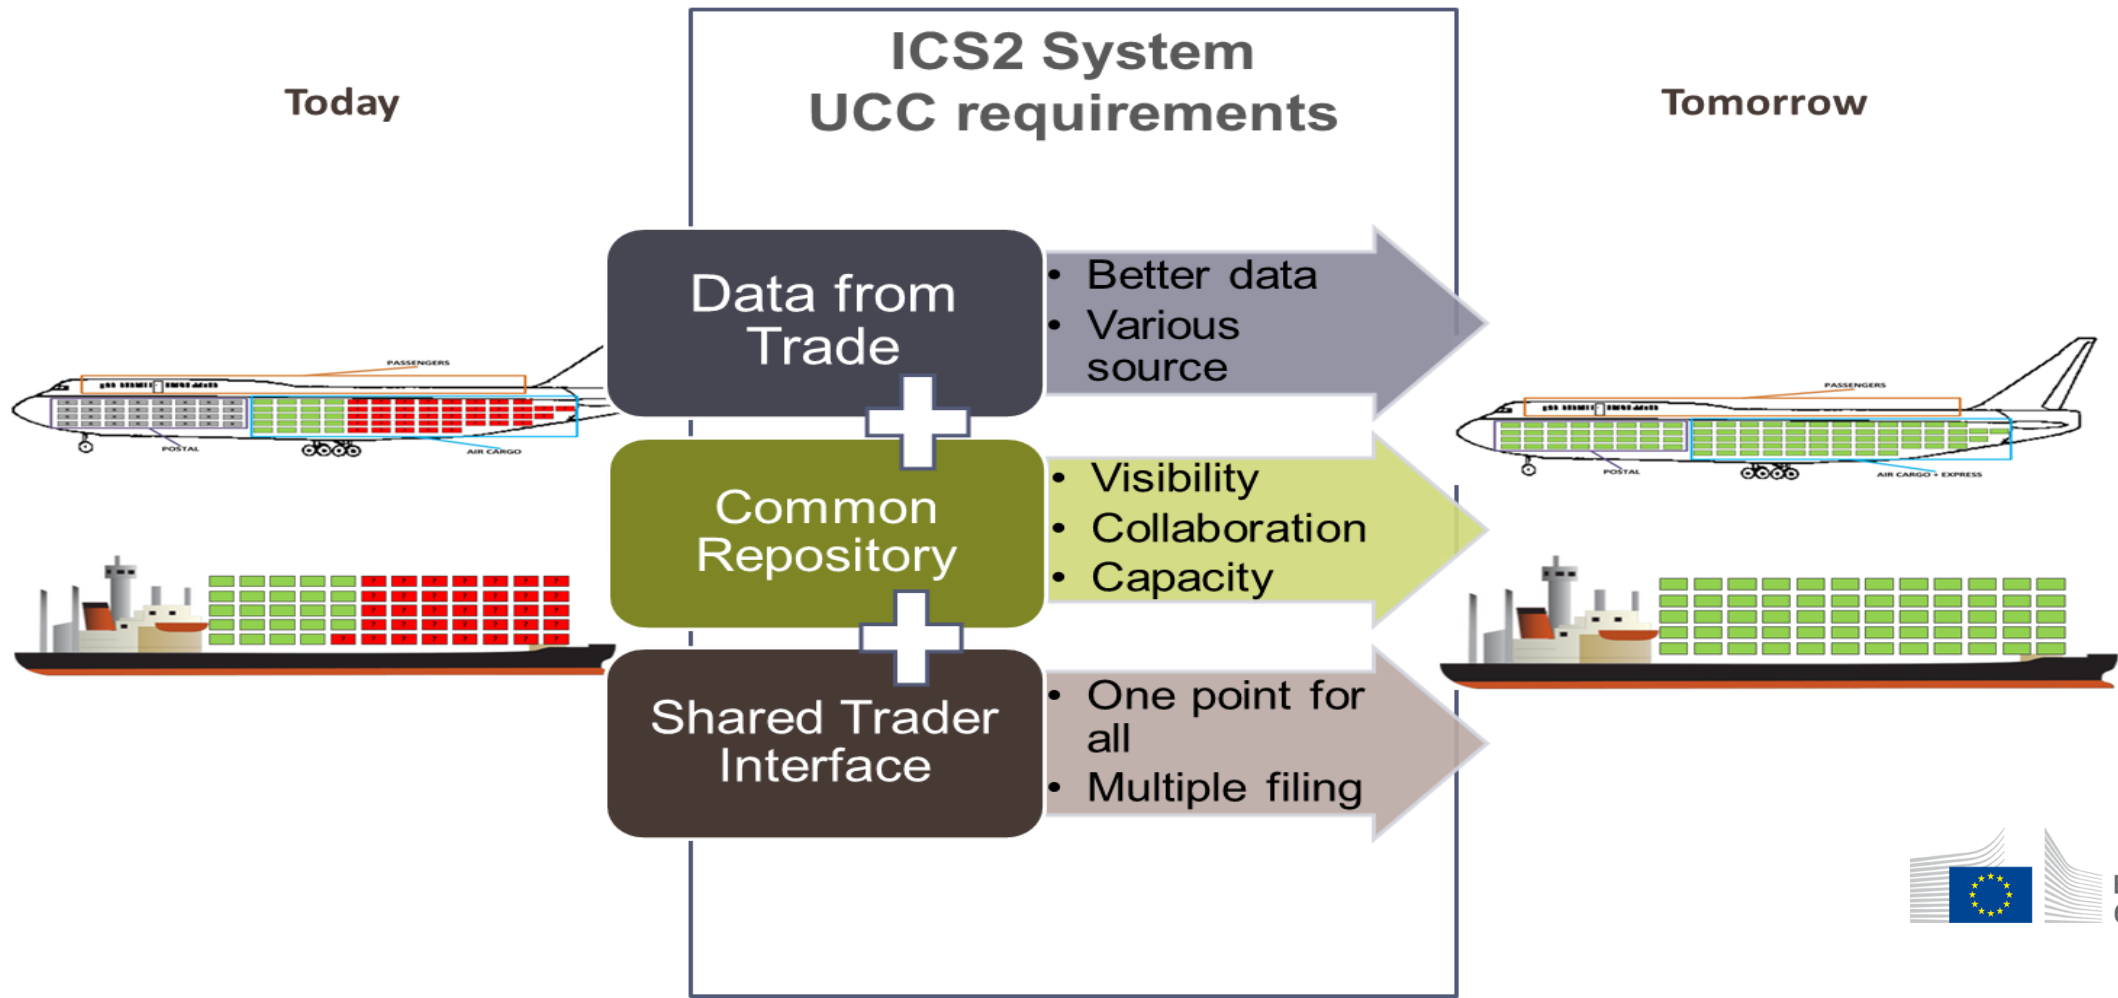 ICS2 System
UCC requirements
Today
Tomorrow
Data from
Trade
• Better data
• Various
source
Common
Repository
• Visibility
• Collaboration
• Capacity
Shared Trader
Interface
• One point for
all
• Multiple filing
PASSENGERS
POSTAL
AIR CARGO
PASSENGERS
POSTAL
AIR CARGO + EXPRESS